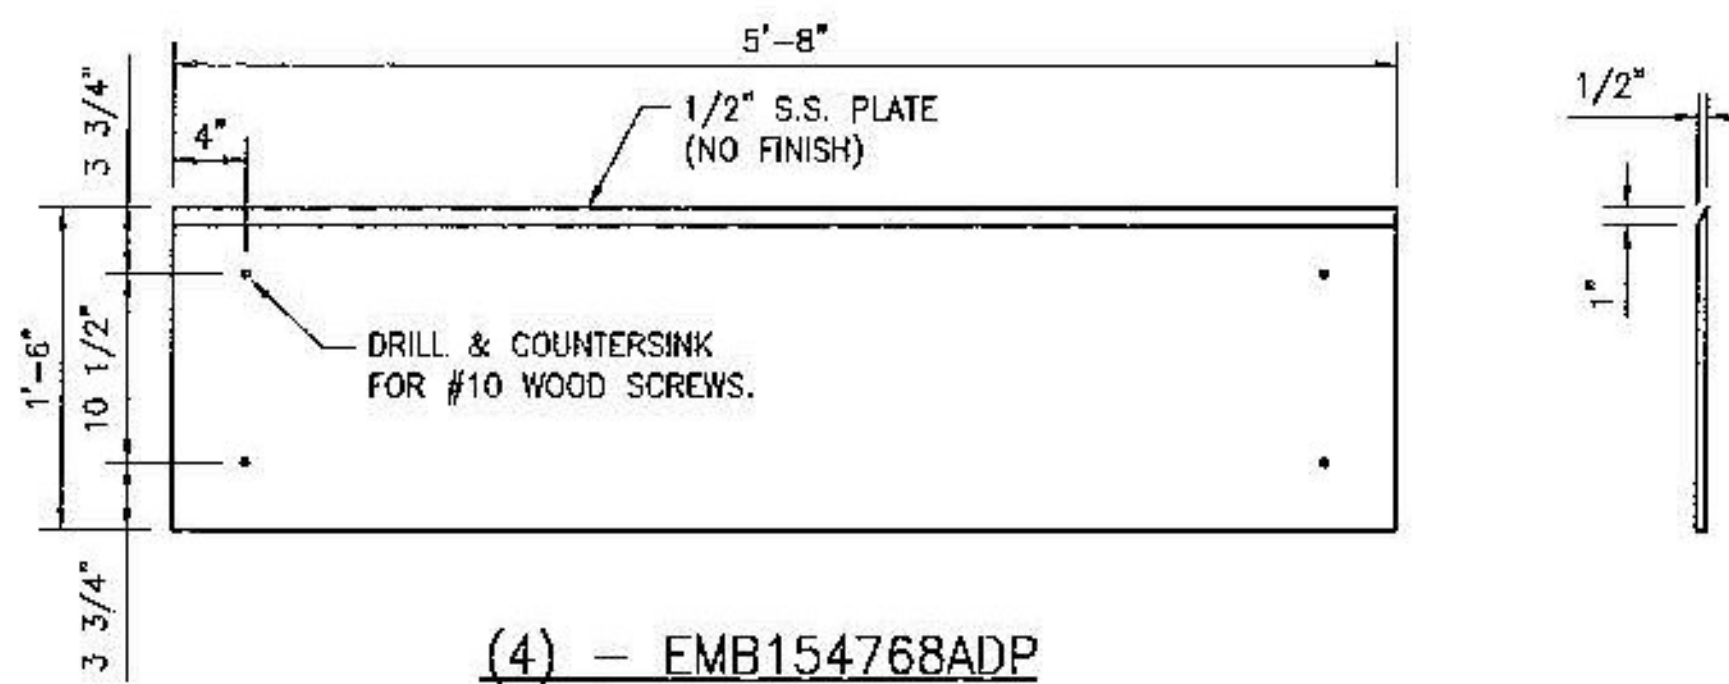 5'-8"
3 3/4"
4"
1/2" S.S. PLATE
(NO FINISH)
1/2"
1"
1'-6"
10 1/2"
DRILL & COUNTERSINK
FOR #10 WOOD SCREWS.
3 3/4"
(4) - EMB154768ADP